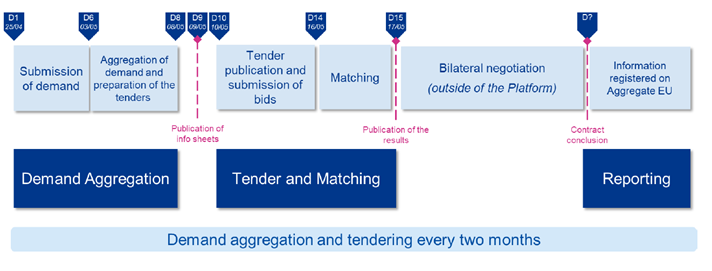 D1
25/04
D6
03/05
D8
08/05
D9
09/05
D10
10/05
D14
16/05
D15
17/05
D?
Submission
of demand
Aggregation of
demand and
preparation of the
tenders
Tender
publication and
submission of
bids
Matching
Bilateral negotiation
(outside of the Platform)
Information
registered on
Aggregate EU
Publication of
info sheets
Publication of the
results
Contract
conclusion
Demand Aggregation
Tender and Matching
Reporting
Demand aggregation and tendering every two months